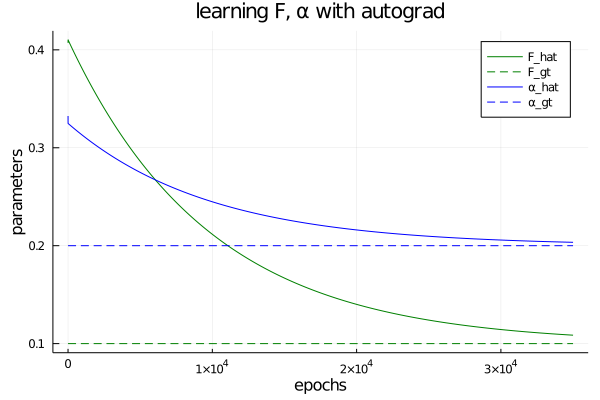 learning F, α with autograd
F_hat
F_gt
α_hat
α_gt
parameters
0.4
0.3
0.2
0.1
0
1×10⁴
2×10⁴
3×10⁴
epochs